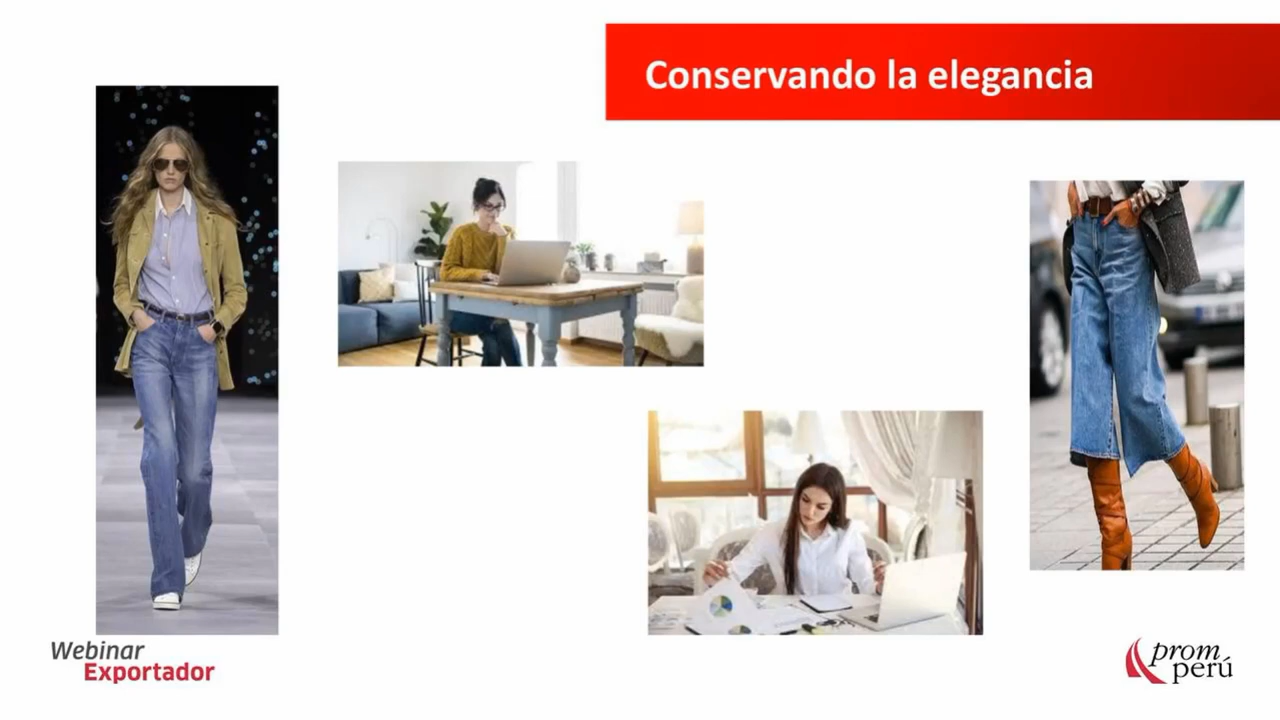 Conservando la elegancia
Webinar
Exportador
prom
perú